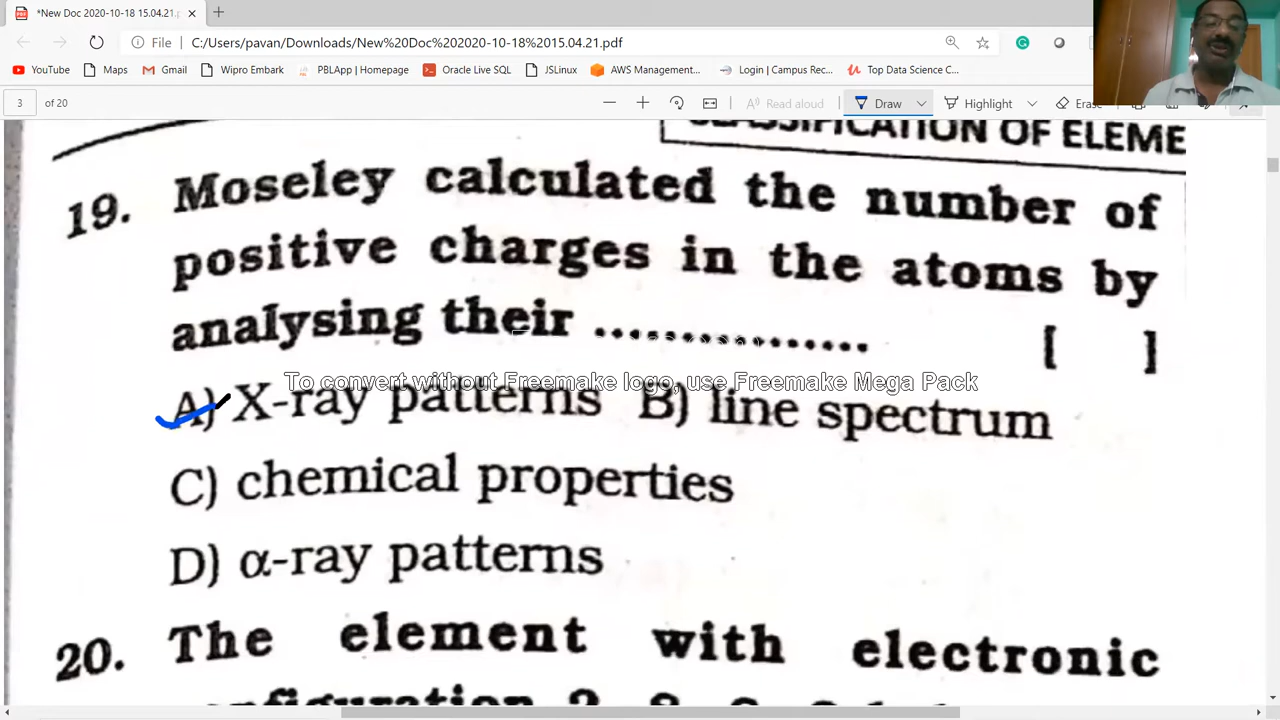 *New Doc 2020-10-18 15.04.21.p
File C:/Users/pavan/Downloads/New%20Doc%202020-10-18%2015.04.21.pdf
YouTube Maps Gmail Wipro Embark PBLApp | Homepage Oracle Live SQL JSLinux AWS Management... Login | Campus Rec... Top Data Science C...
3 of 20 Read aloud Draw Highlight Erase
CLASSIFICATION OF ELEME
19. Moseley calculated the number of
positive charges in the atoms by
analysing their ................ [ ]
To convert without Freemake logo, use Freemake Mega Pack
A) X-ray patterns B) line spectrum
C) chemical properties
D) α-ray patterns
20. The element with electronic